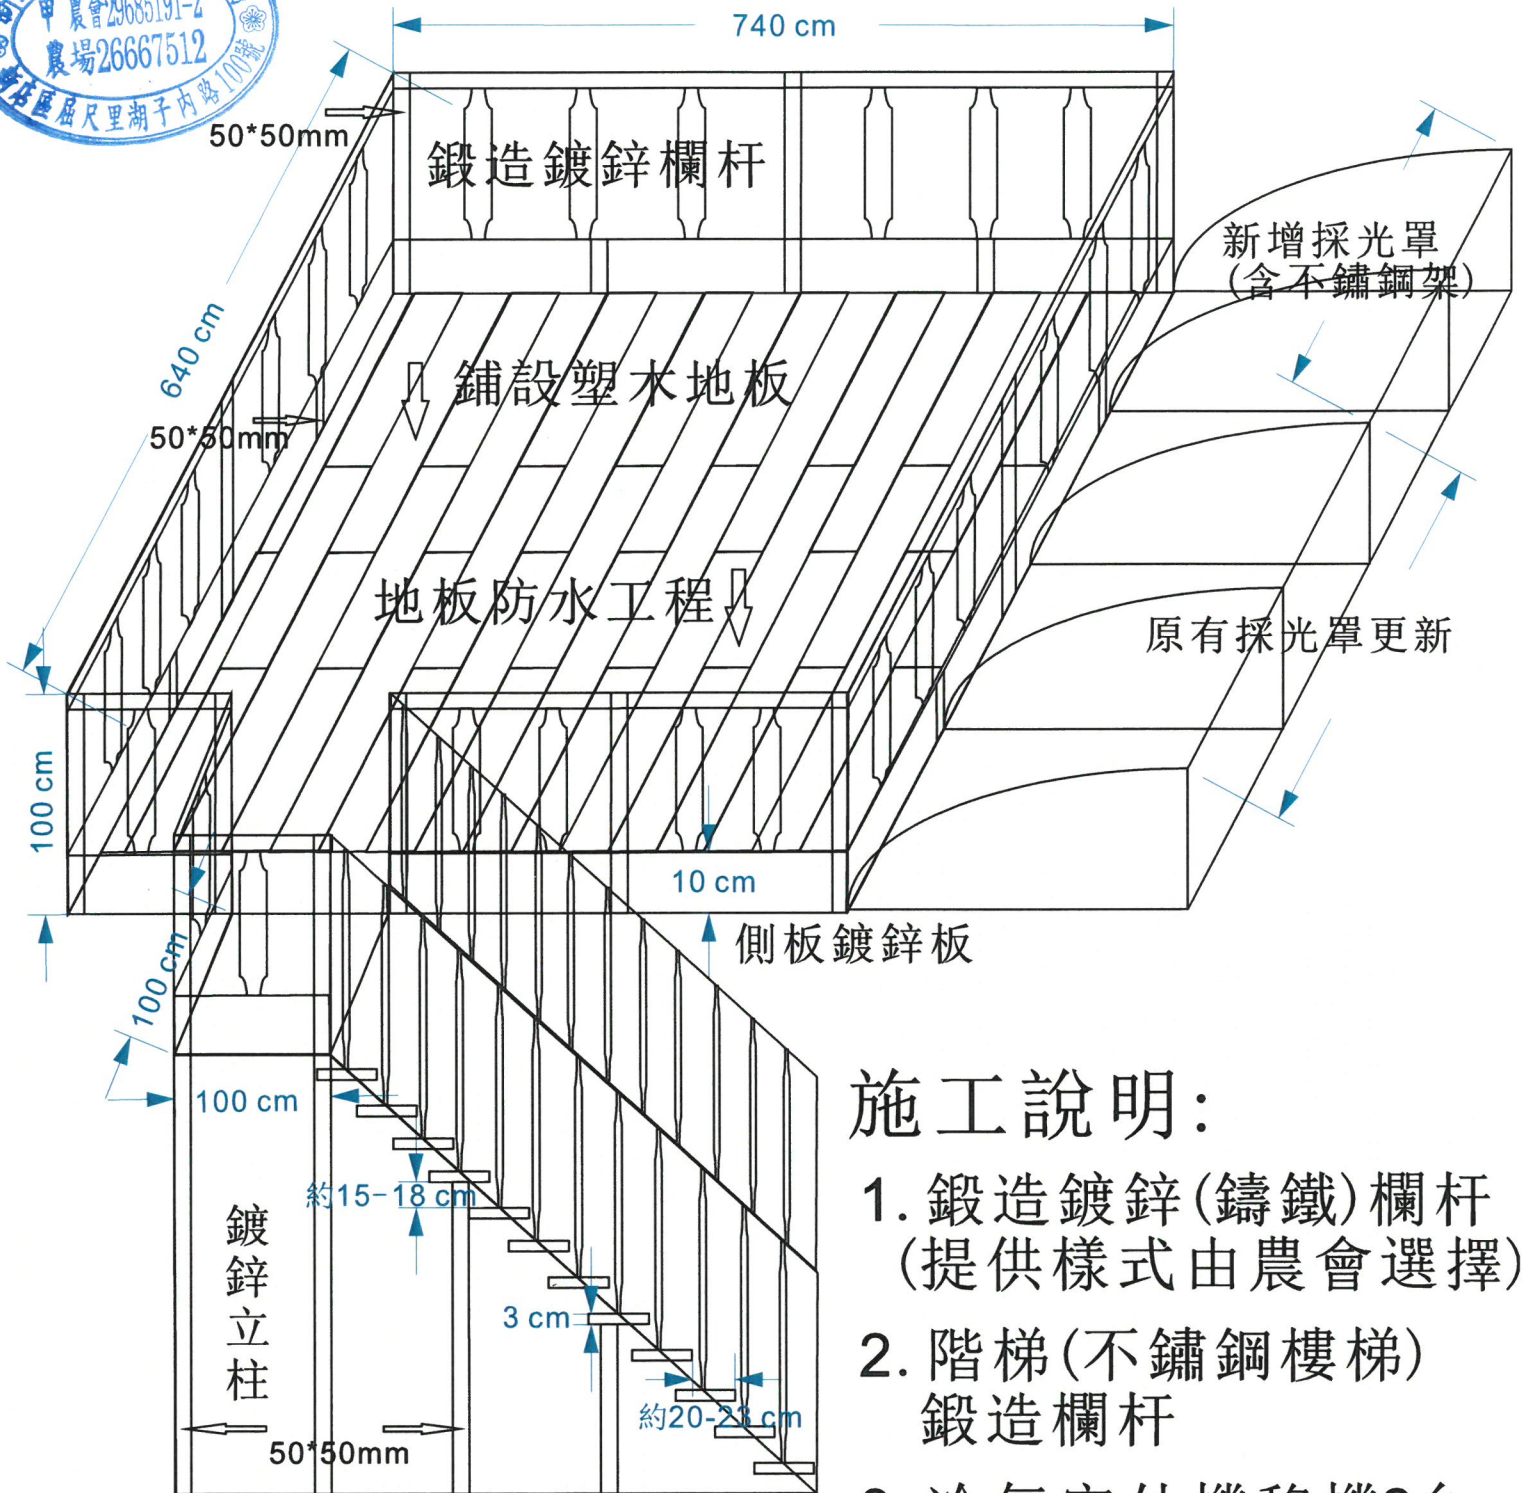 農會29685191-2
農場26667512
店區屈尺里湖子內路100號
740 cm
50*50mm
鍛造鍍鋅欄杆
新增採光罩
(含不鏽鋼架)
640 cm
鋪設塑木地板
50*50mm
地板防水工程
原有採光罩更新
100 cm
10 cm
側板鍍鋅板
100 cm
100 cm
約15-18 cm
鍍鋅立柱
3 cm
約20-23 cm
50*50mm
施工說明:
1. 鍛造鍍鋅(鑄鐵)欄杆
(提供樣式由農會選擇)
2. 階梯(不鏽鋼樓梯)
鍛造欄杆